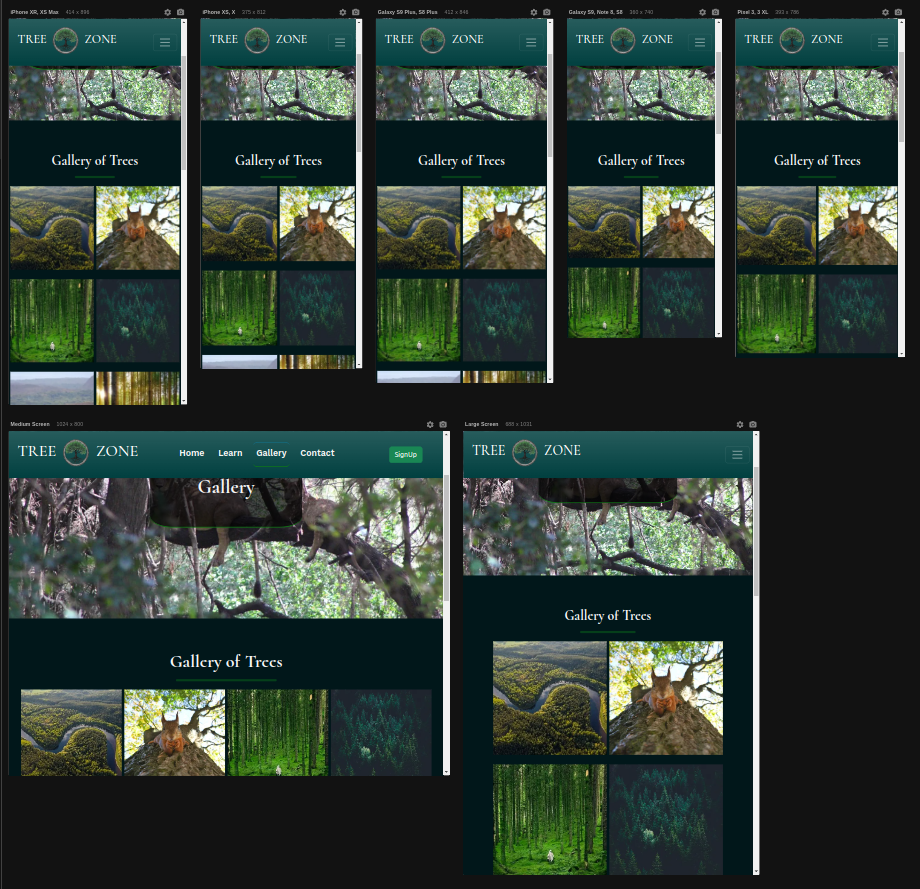 iPhone XR, XS Max 414 x 896
TREE ZONE
Gallery of Trees
iPhone XS, X 375 x 812
TREE ZONE
Gallery of Trees
Galaxy S9 Plus, S8 Plus 412 x 846
TREE ZONE
Gallery of Trees
Galaxy S9, Note 8, S8 360 x 740
TREE ZONE
Gallery of Trees
Pixel 3, 3 XL 393 x 786
TREE ZONE
Gallery of Trees
Medium Screen 1024 x 800
TREE ZONE Home Learn Gallery Contact SignUp
Gallery
Gallery of Trees
Large Screen
TREE ZONE
Gallery of Trees